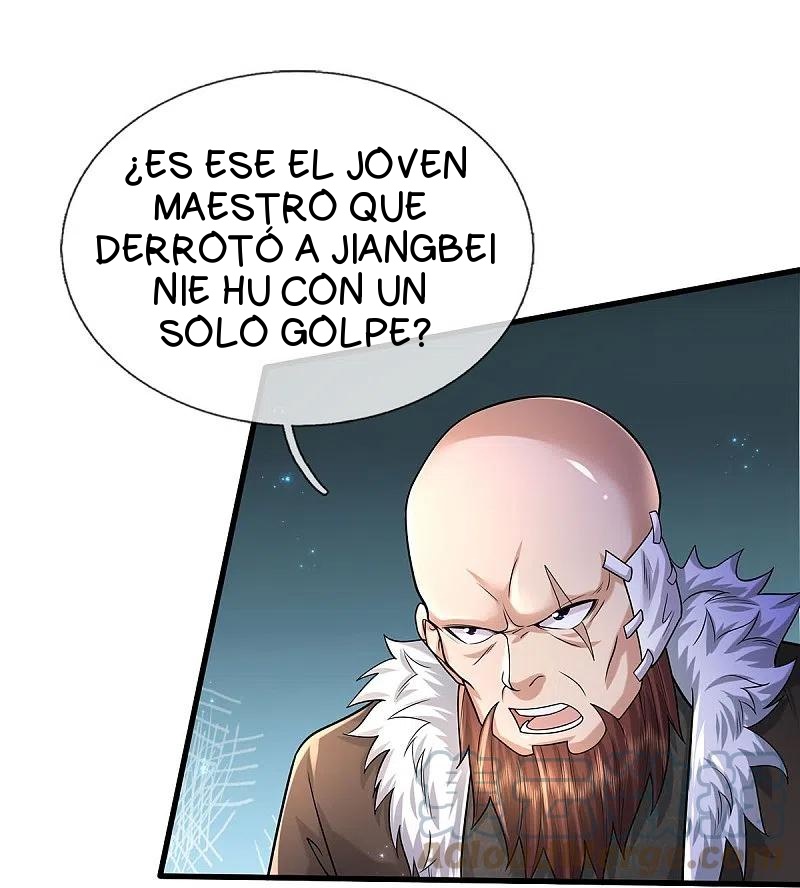 ¿ES ESE EL JOVEN
MAESTRO QUE
DERROTÓ A JIANGBEI
NIE HU CON UN
SOLO GOLPE?